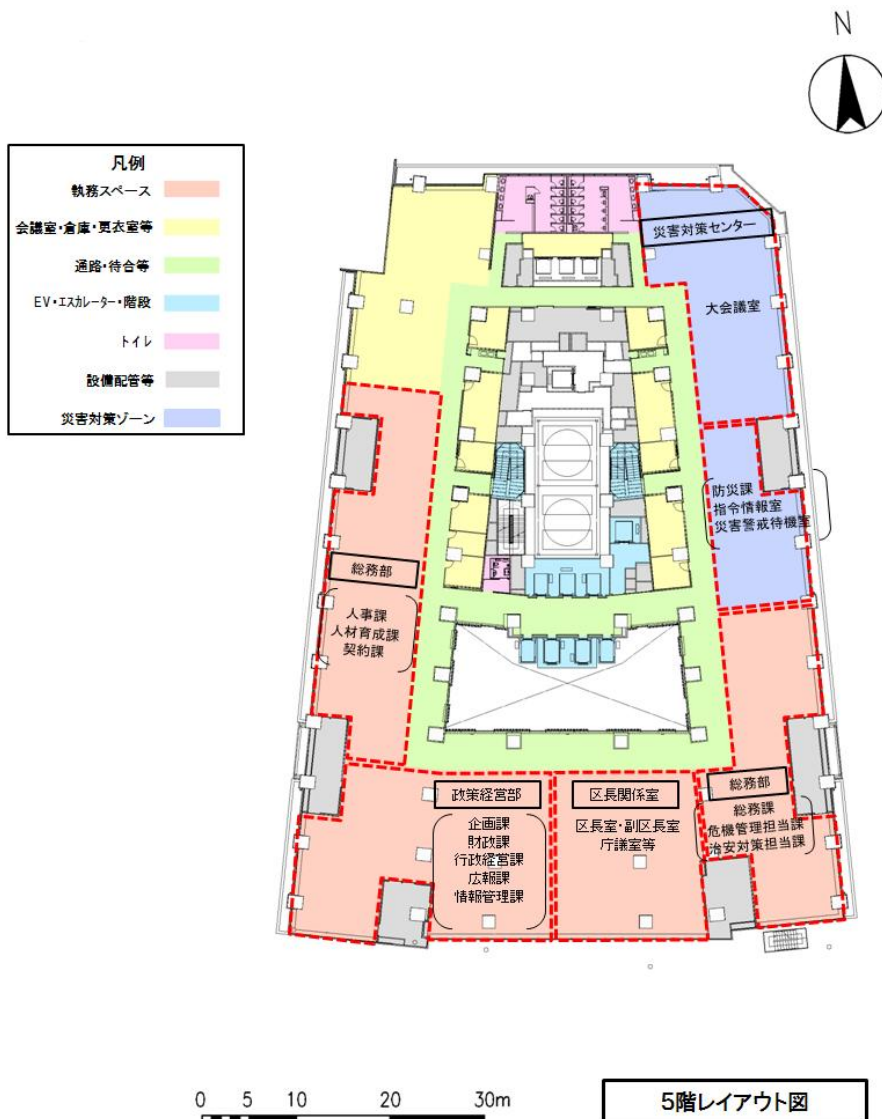 N
凡例
執務スペース
会議室・倉庫・更衣室等
通路・待合等
EV・エスカレーター・階段
トイレ
設備配管等
災害対策ゾーン
災害対策センター
大会議室
防災課
指令情報室
災害警戒待機室
総務部
人事課
人材育成課
契約課
政策経営部
企画課
財政課
行政経営課
広報課
情報管理課
区長関係室
区長室・副区長室
庁議室等
総務部
総務課
危機管理担当課
治安対策担当課
0 5 10 20 30m
5階レイアウト図